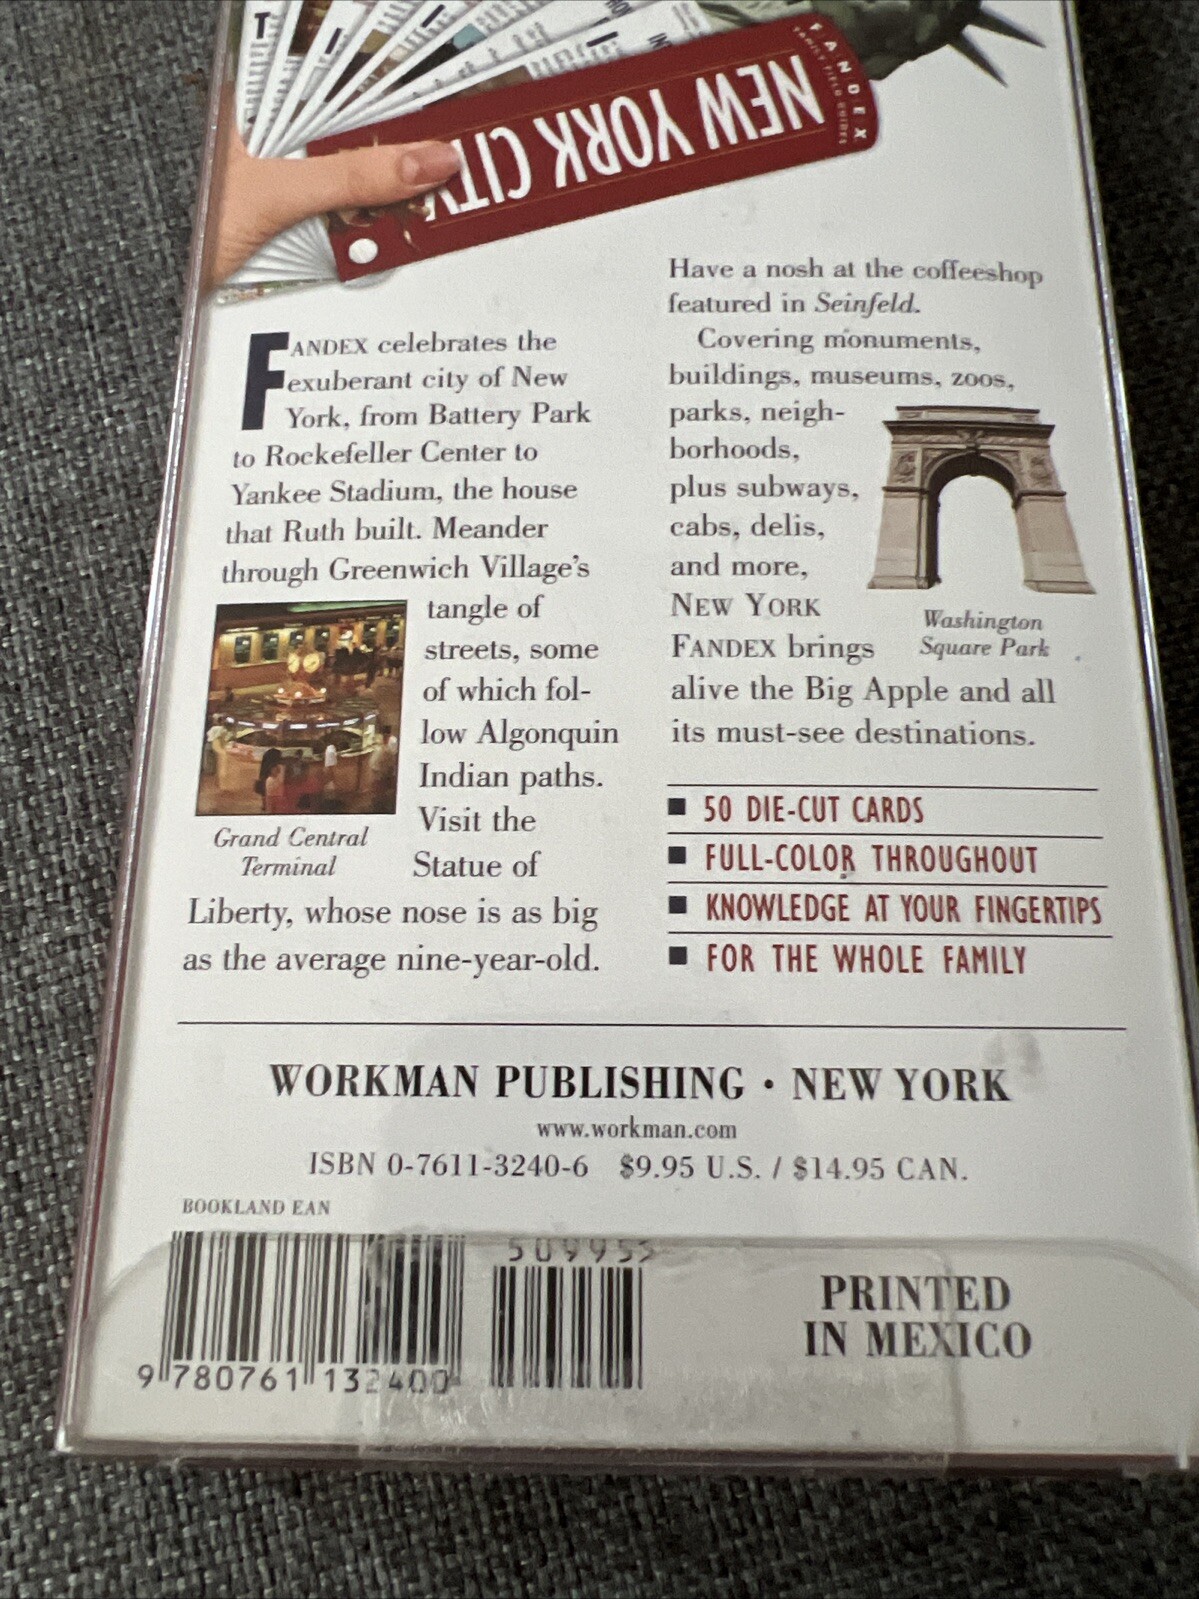 FANDEX
FAMILY FIELD GUIDES
NEW YORK CITY
FANDEX celebrates the
exuberant city of New
York, from Battery Park
to Rockefeller Center to
Yankee Stadium, the house
that Ruth built. Meander
through Greenwich Village's
tangle of
streets, some
of which fol-
low Algonquin
Indian paths.
Visit the
Statue of
Liberty, whose nose is as big
as the average nine-year-old.
Grand Central
Terminal
Have a nosh at the coffeeshop
featured in Seinfeld.
Covering monuments,
buildings, museums, zoos,
parks, neigh-
borhoods,
plus subways,
cabs, delis,
and more,
NEW YORK
FANDEX brings
alive the Big Apple and all
its must-see destinations.
Washington
Square Park
■ 50 DIE-CUT CARDS
■ FULL-COLOR THROUGHOUT
■ KNOWLEDGE AT YOUR FINGERTIPS
■ FOR THE WHOLE FAMILY
WORKMAN PUBLISHING • NEW YORK
www.workman.com
ISBN 0-7611-3240-6 $9.95 U.S. / $14.95 CAN.
BOOKLAND EAN
50995
9 780761 132400
PRINTED
IN MEXICO